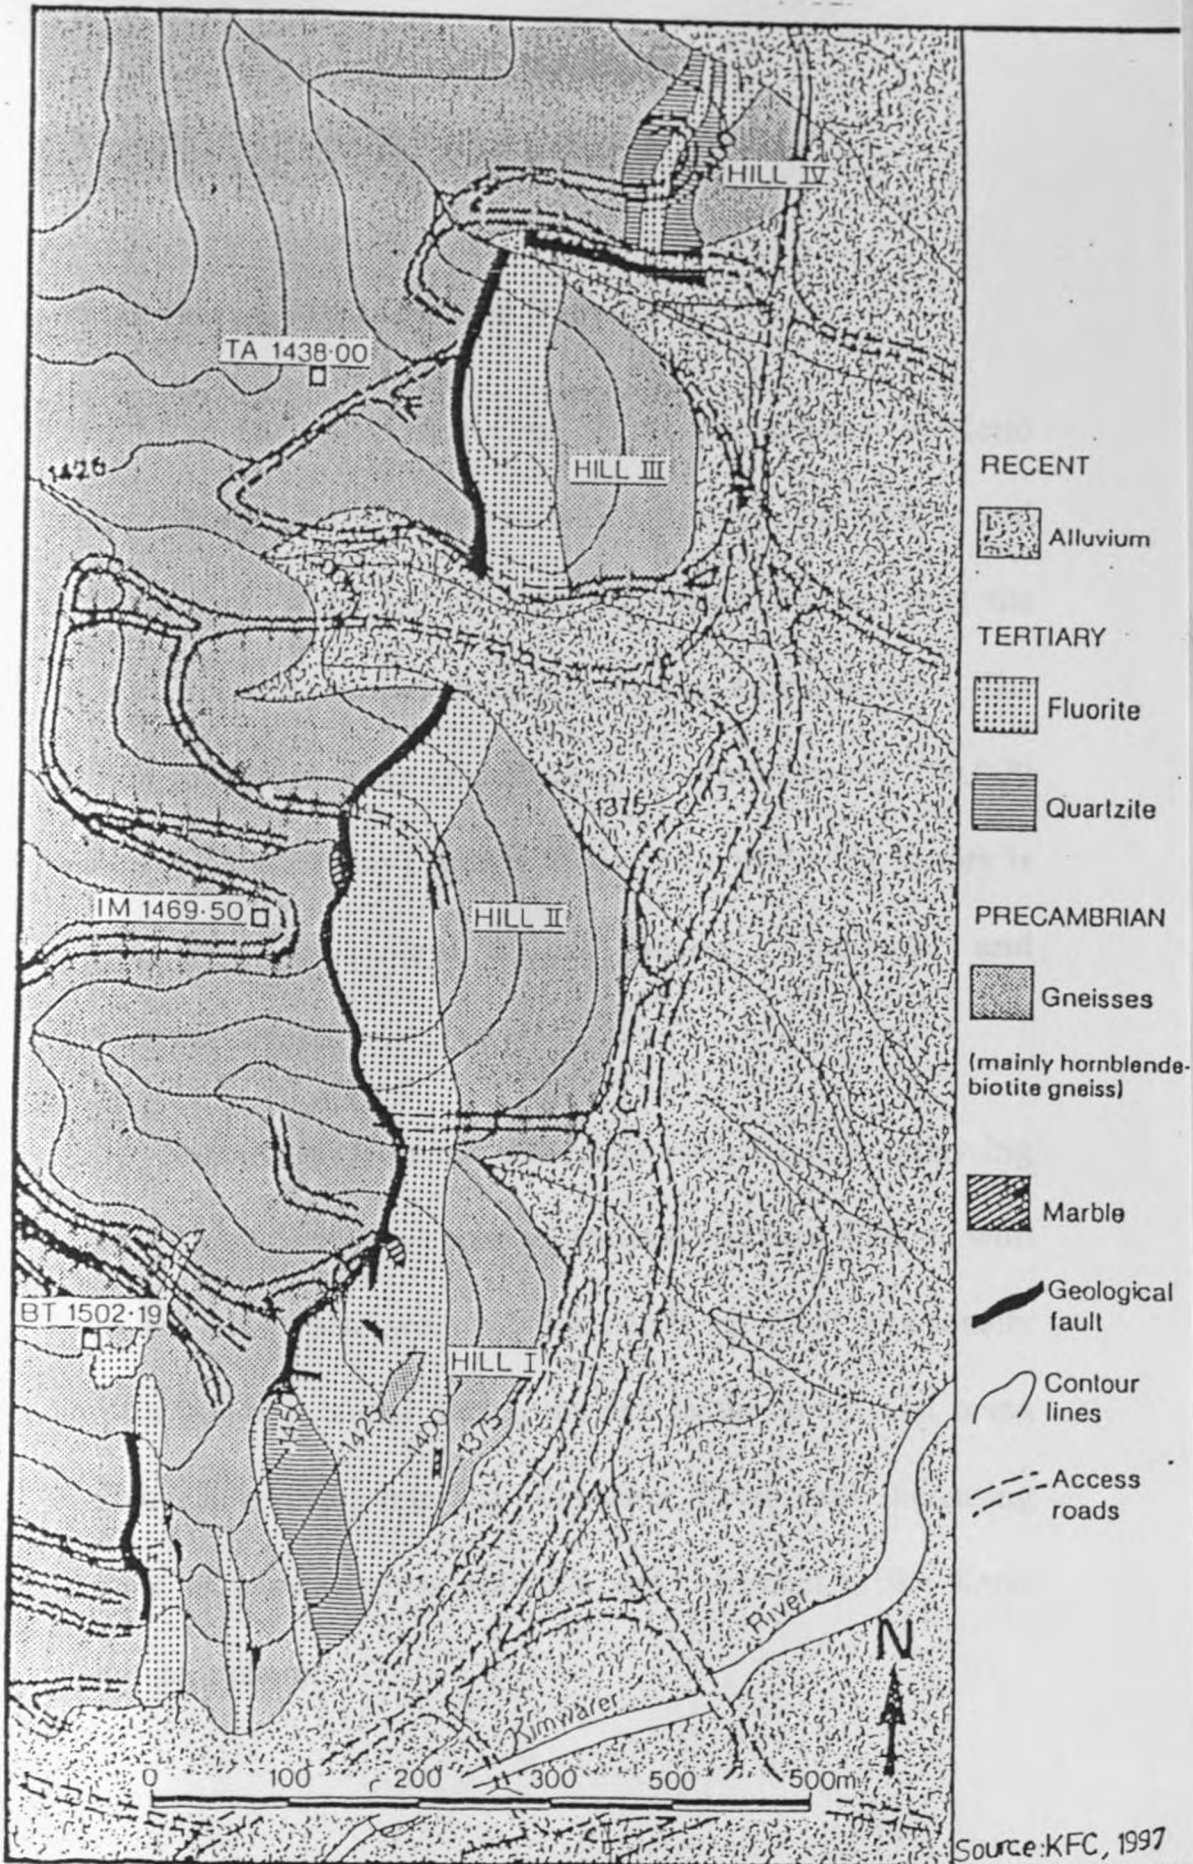 HILL IV
TA 1438·00
1426
HILL III
1375
IM 1469·50
HILL II
BT 1502·19
HILL I
1450
1425
1400
1375
River
Kimwarer
N
0 100 200 300 500 500m
RECENT
Alluvium
TERTIARY
Fluorite
Quartzite
PRECAMBRIAN
Gneisses
(mainly hornblende-
biotite gneiss)
Marble
Geological
fault
Contour
lines
Access
roads
Source:KFC, 1997